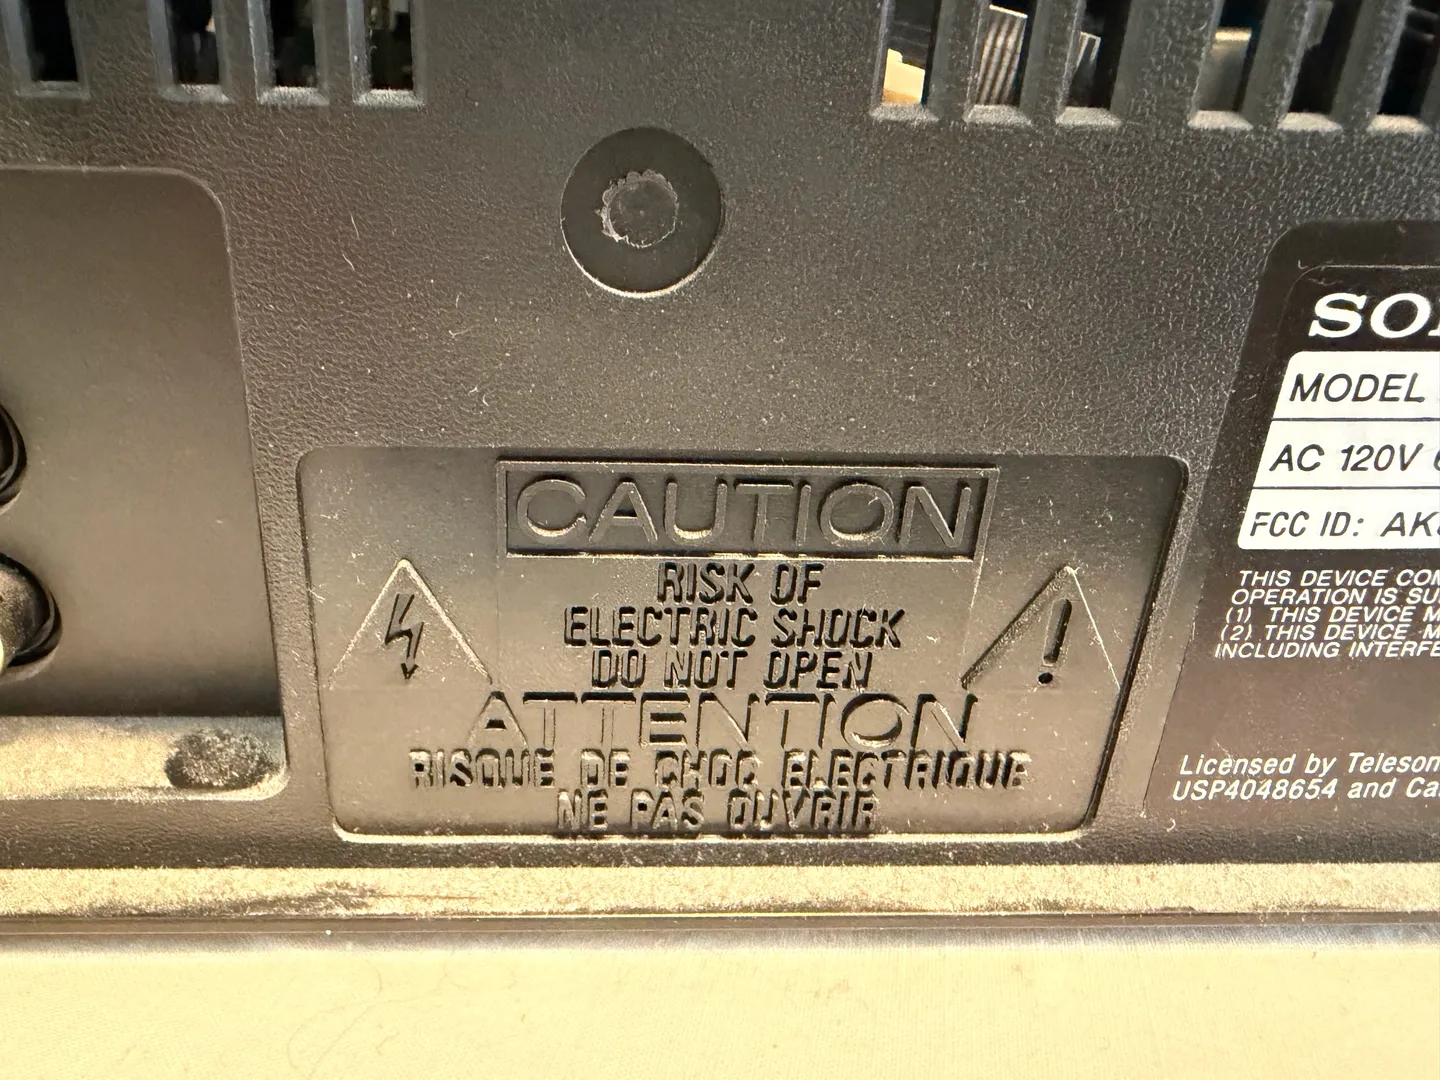 CAUTION
RISK OF
ELECTRIC SHOCK
DO NOT OPEN
ATTENTION
RISQUE DE CHOC ELECTRIQUE
NE PAS OUVRIR
MODEL
AC 120V
FCC ID:
THIS DEVICE
OPERATION IS
(1) THIS DEVICE
(2) THIS DEVICE
INCLUDING
Licensed by
USP4048654 and